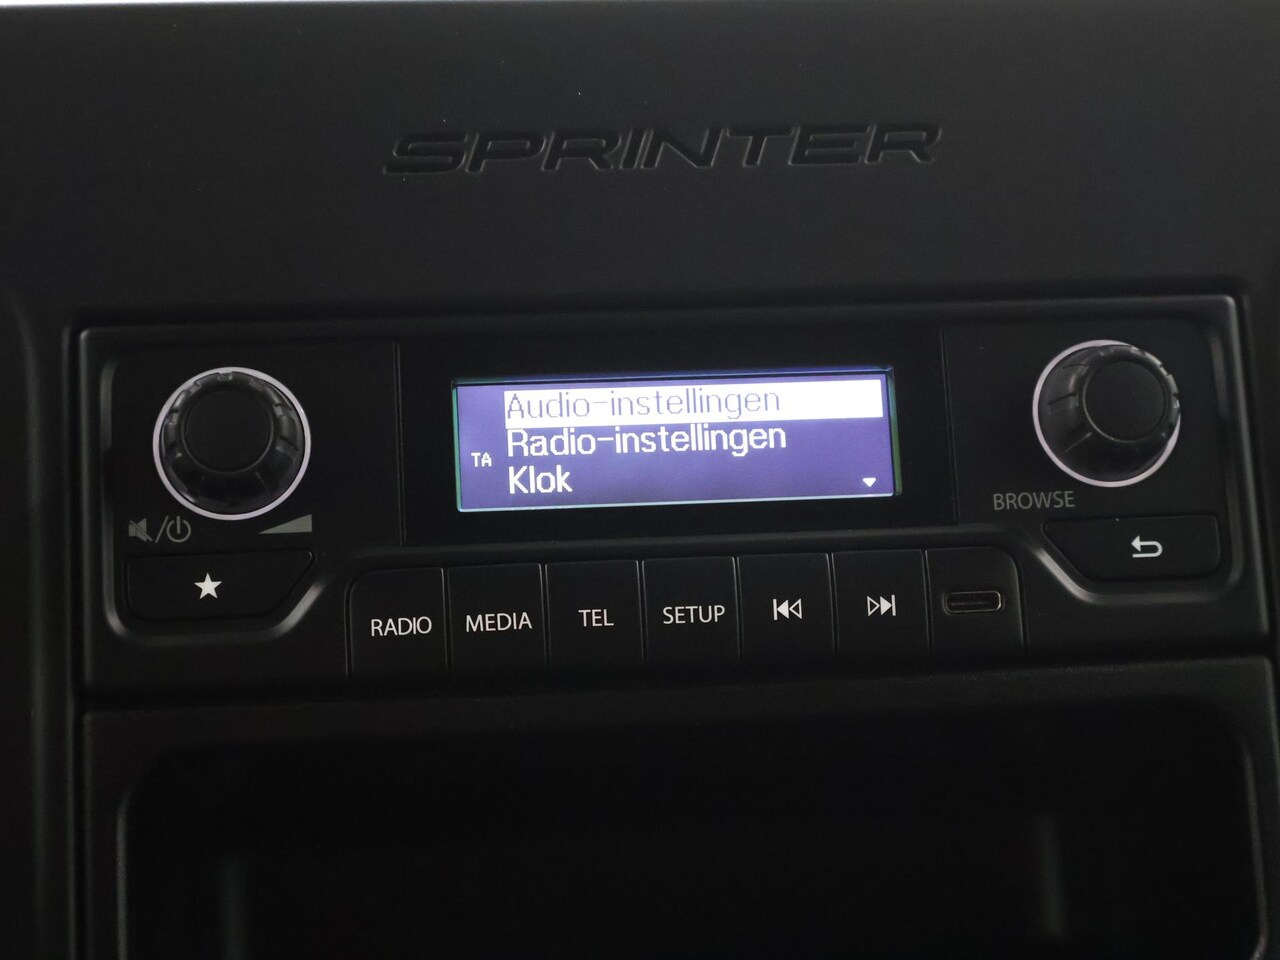 SPRINTER
Audio-instellingen
Radio-instellingen
TA
Klok
BROWSE
RADIO
MEDIA
TEL
SETUP